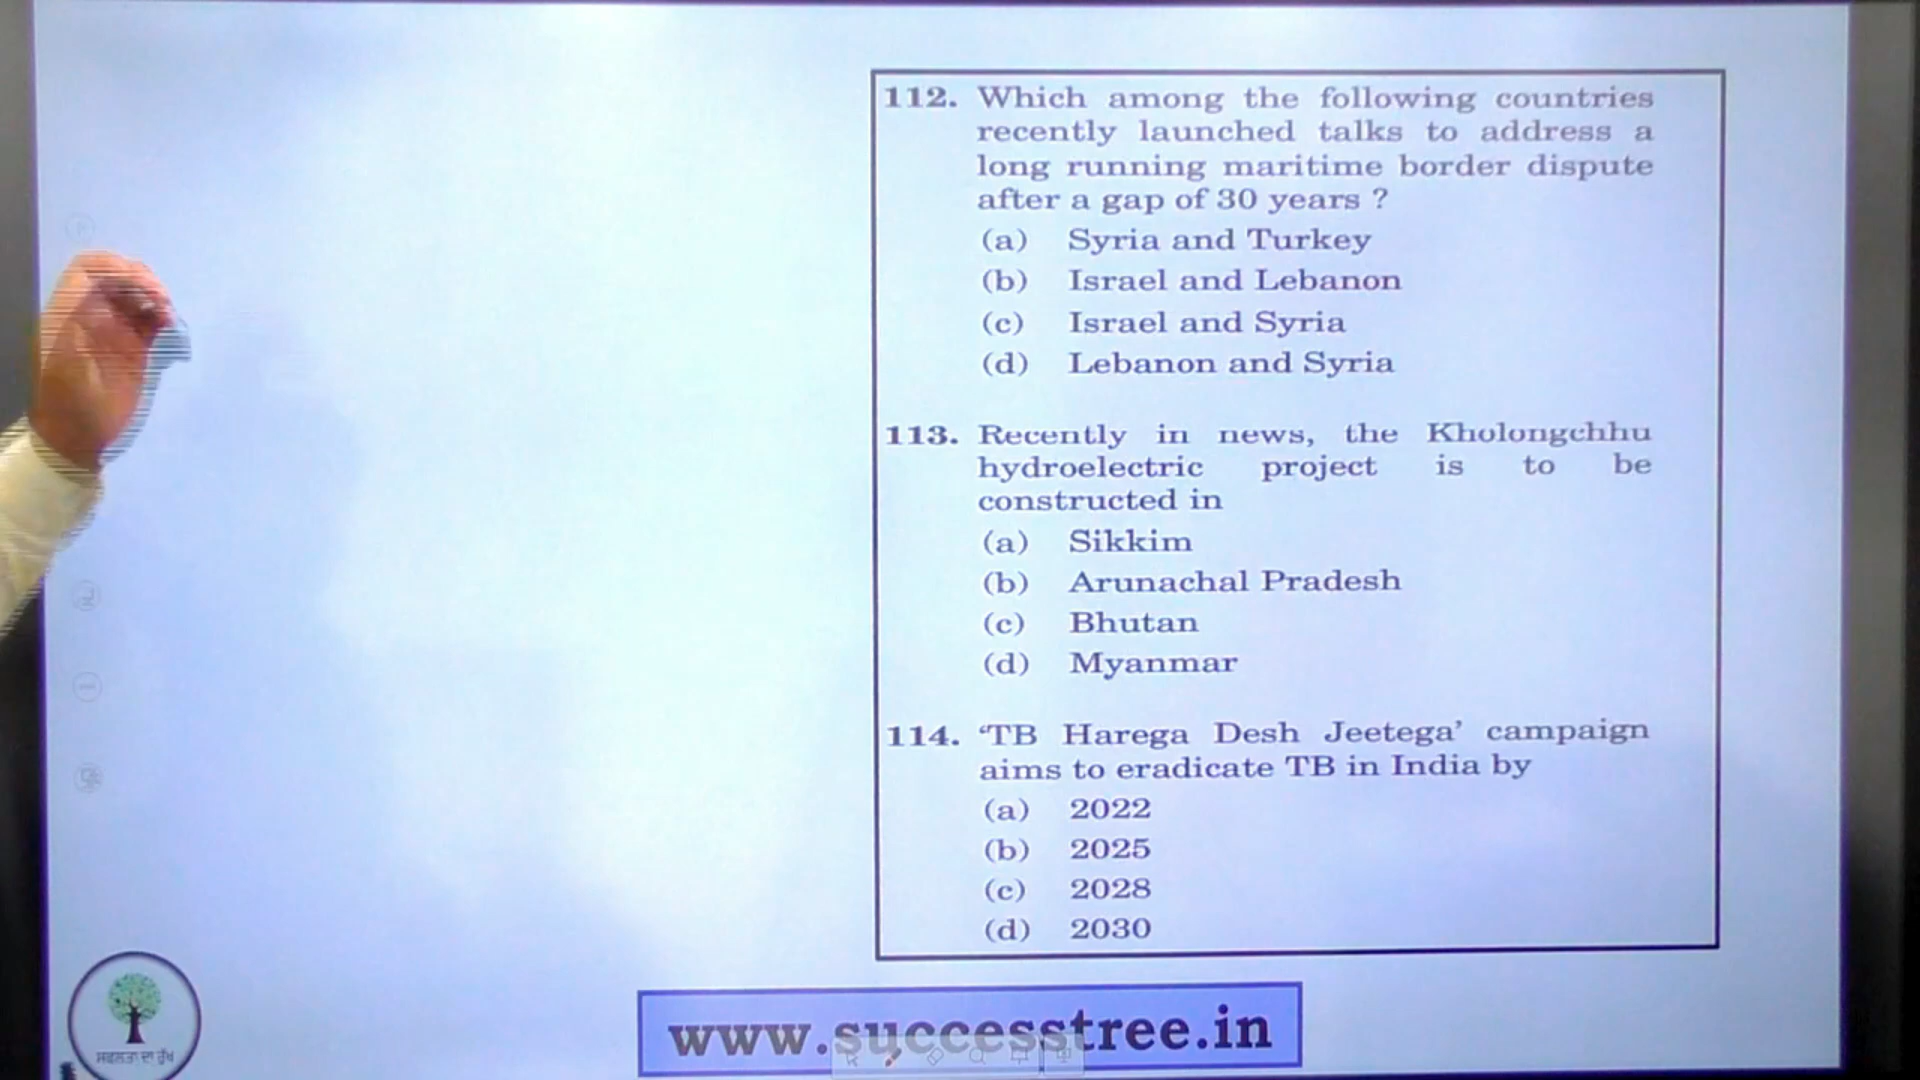 112. Which among the following countries
recently launched talks to address a
long running maritime border dispute
after a gap of 30 years ?
(a) Syria and Turkey
(b) Israel and Lebanon
(c) Israel and Syria
(d) Lebanon and Syria
113. Recently in news, the Kholongchhu
hydroelectric project is to be
constructed in
(a) Sikkim
(b) Arunachal Pradesh
(c) Bhutan
(d) Myanmar
114. ‘TB Harega Desh Jeetega’ campaign
aims to eradicate TB in India by
(a) 2022
(b) 2025
(c) 2028
(d) 2030
ਸਫਲਤਾ ਦਾ ਰੁੱਖ
www.successtree.in